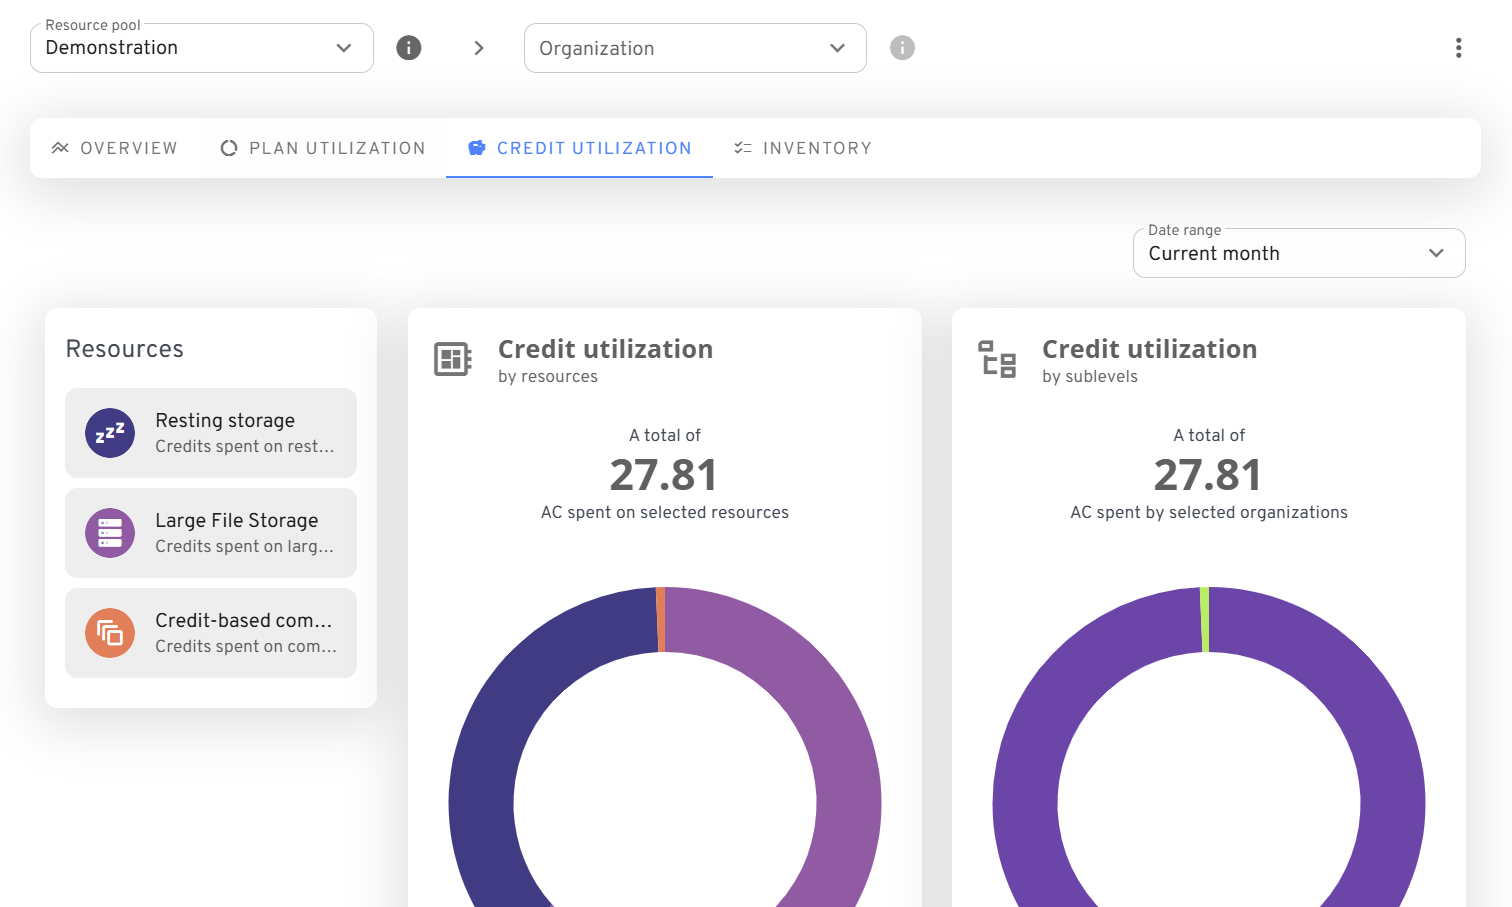 Resource pool
Demonstration
Organization
OVERVIEW
PLAN UTILIZATION
CREDIT UTILIZATION
INVENTORY
Date range
Current month
Resources
Resting storage
Credits spent on rest...
Large File Storage
Credits spent on larg...
Credit-based com...
Credits spent on com...
Credit utilization
by resources
A total of
27.81
AC spent on selected resources
Credit utilization
by sublevels
A total of
27.81
AC spent by selected organizations